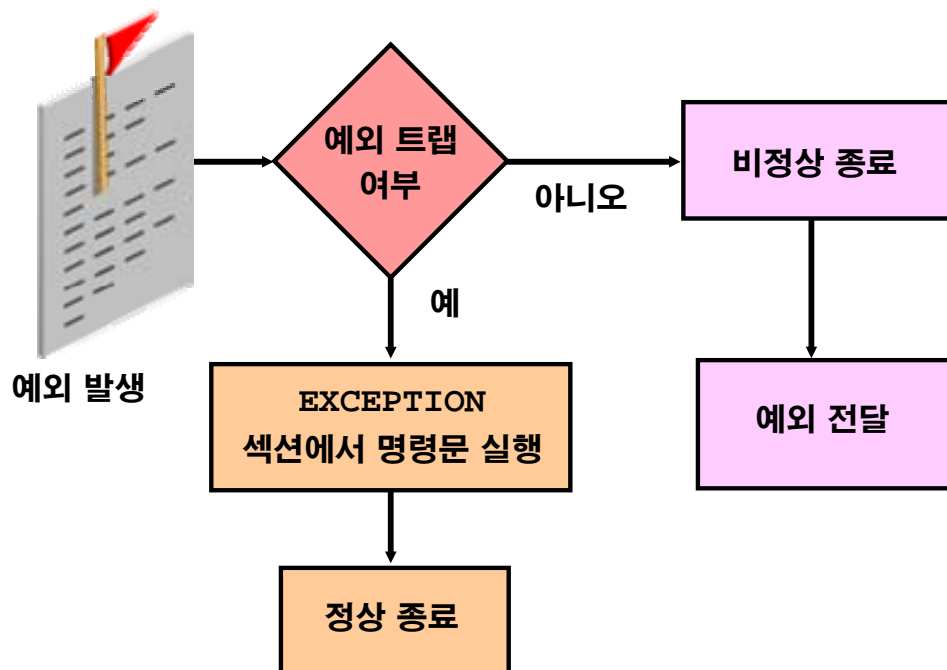 예외 발생
예외 트랩
여부
아니오
비정상 종료
예외 전달
예
EXCEPTION
섹션에서 명령문 실행
정상 종료